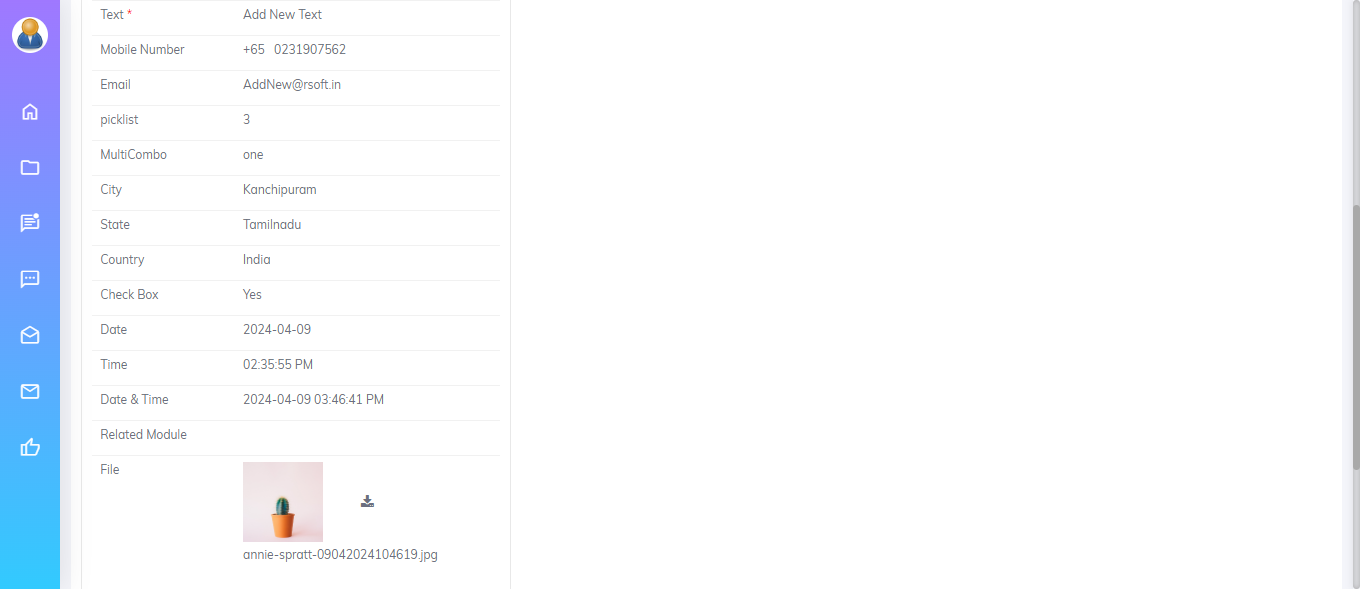 Text * Add New Text
Mobile Number +65 0231907562
Email AddNew@rsoft.in
picklist 3
MultiCombo one
City Kanchipuram
State Tamilnadu
Country India
Check Box Yes
Date 2024-04-09
Time 02:35:55 PM
Date & Time 2024-04-09 03:46:41 PM
Related Module
File
annie-spratt-09042024104619.jpg